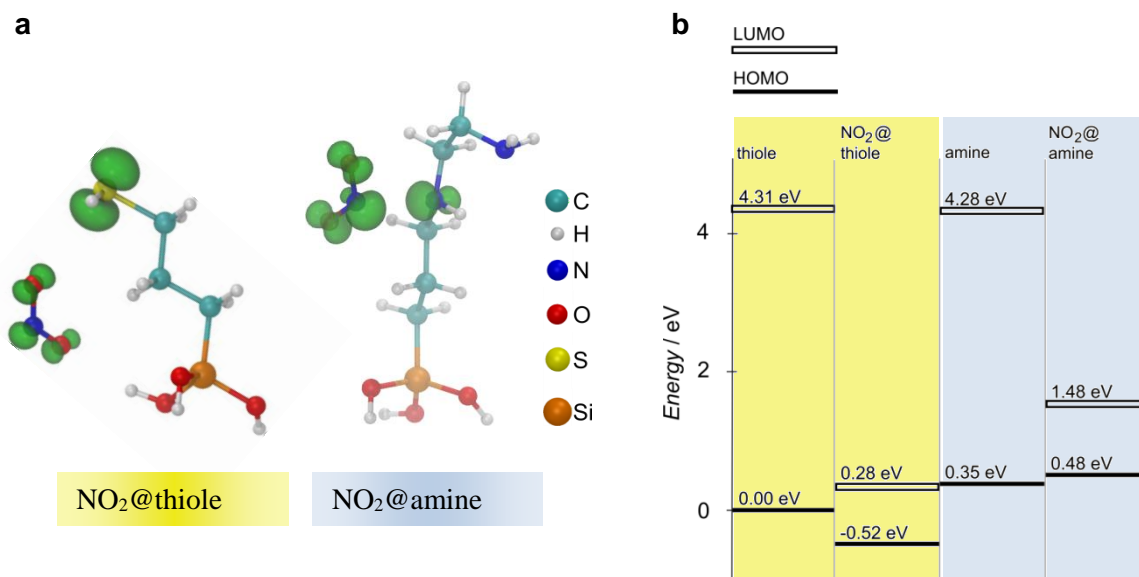 a
C
H
N
O
S
Si
NO₂@thiole
NO₂@amine
b
LUMO
HOMO
thiole
NO₂@
thiole
amine
NO₂@
amine
4.31 eV
4.28 eV
4
Energy / eV
2
1.48 eV
0.28 eV
0.35 eV
0.48 eV
0.00 eV
0
-0.52 eV